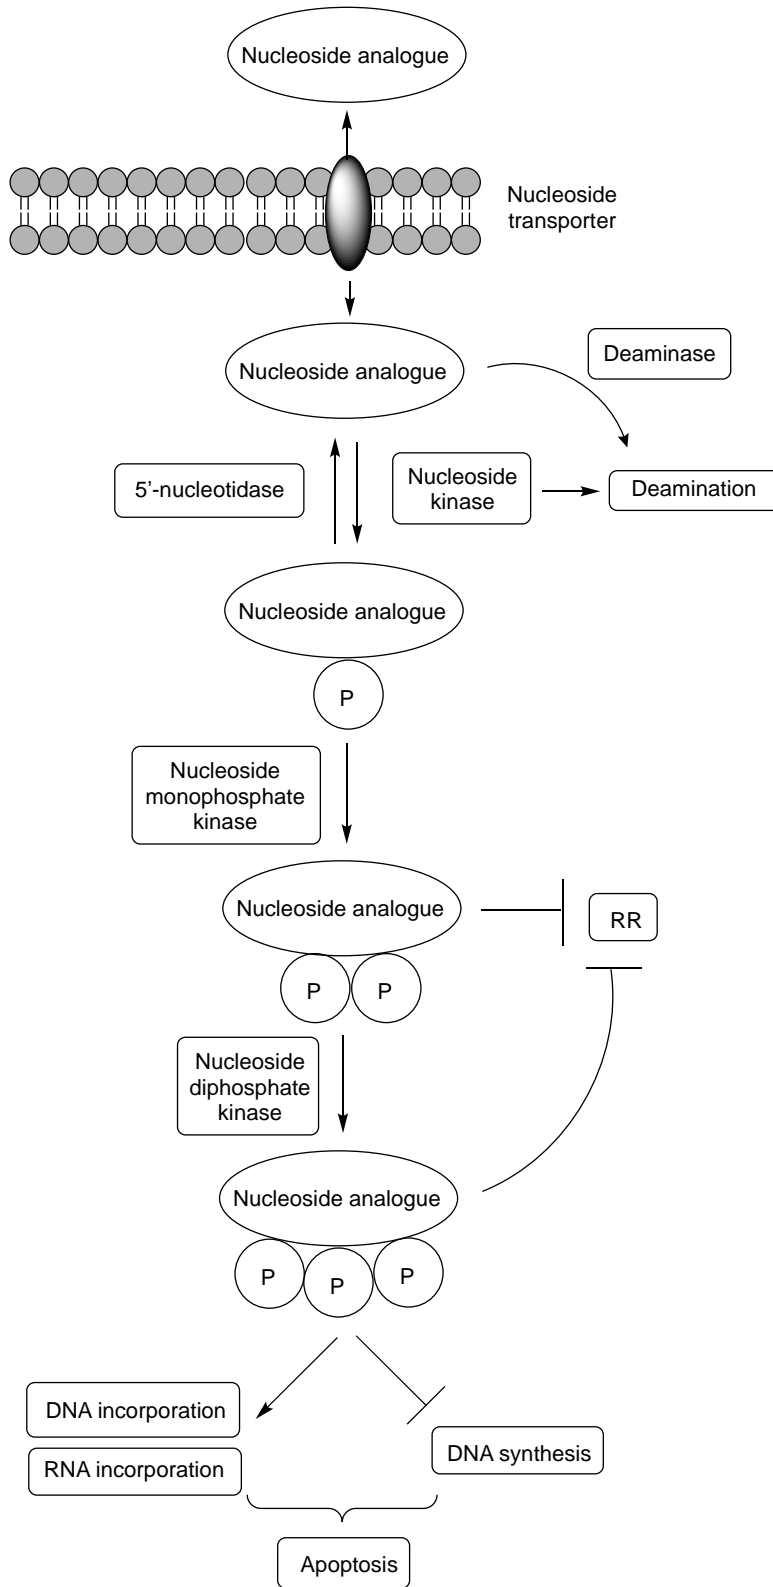 Nucleoside analogue
Nucleoside
transporter
Nucleoside analogue
Deaminase
5’-nucleotidase
Nucleoside
kinase
Deamination
Nucleoside analogue
P
Nucleoside
monophosphate
kinase
Nucleoside analogue
RR
P P
Nucleoside
diphosphate
kinase
Nucleoside analogue
P P P
DNA incorporation
RNA incorporation
DNA synthesis
Apoptosis